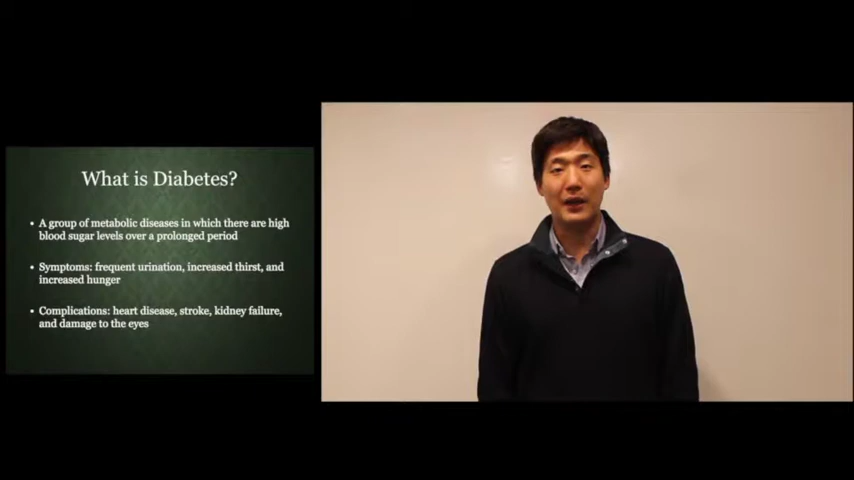 What is Diabetes?
▪ A group of metabolic diseases in which there are high
blood sugar levels over a prolonged period
▪ Symptoms: frequent urination, increased thirst, and
increased hunger
▪ Complications: heart disease, stroke, kidney failure,
and damage to the eyes